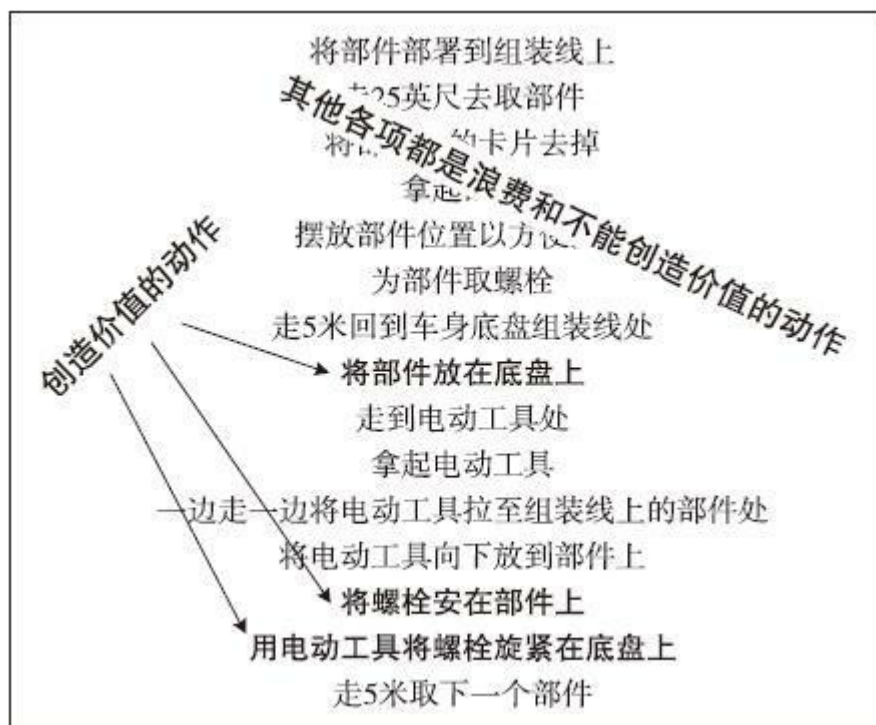 将部件部署到组装线上
25英尺去取部件
将 的卡片去掉
拿起
摆放部件位置以方便
为部件取螺栓
走5米回到车身底盘组装线处
将部件放在底盘上
走到电动工具处
拿起电动工具
一边走一边将电动工具拉至组装线上的部件处
将电动工具向下放到部件上
将螺栓安在部件上
用电动工具将螺栓旋紧在底盘上
走5米取下一个部件
其他各项都是浪费和不能创造价值的动作
创造价值的动作